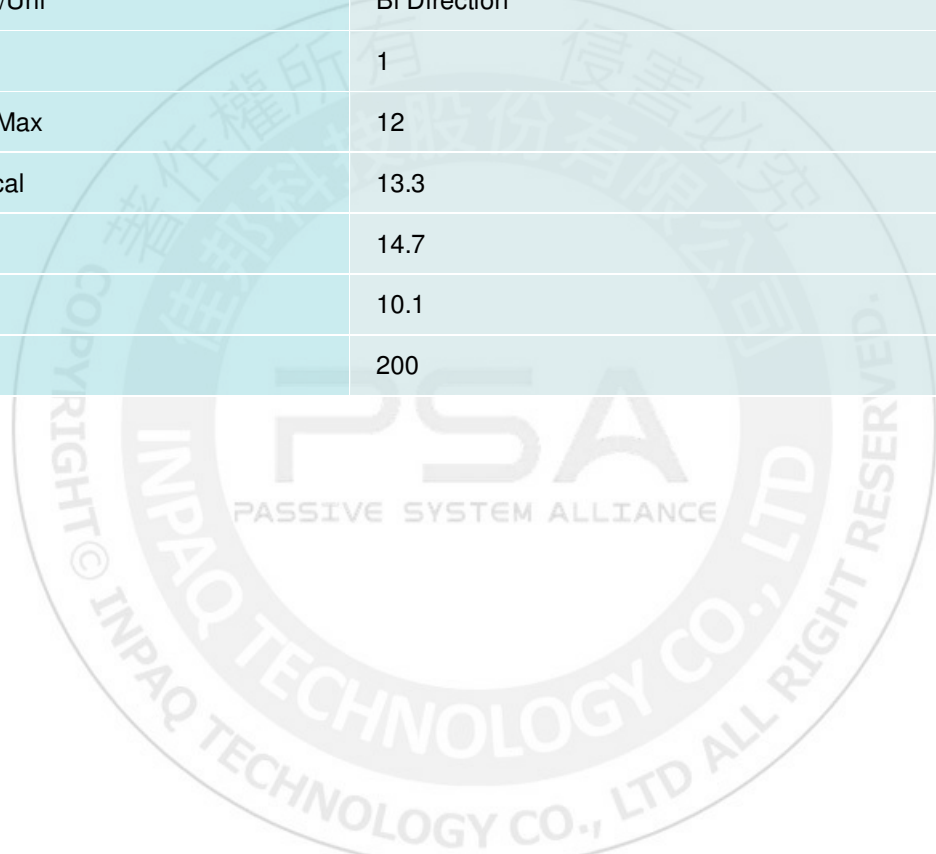 /Uni Bi Direction
1
Max 12
cal 13.3
14.7
10.1
200
著作權所有 侵害必究
佳邦科技股份有限公司
PSA
PASSIVE SYSTEM ALLIANCE
INPAQ TECHNOLOGY CO., LTD
COPYRIGHT© INPAQ TECHNOLOGY CO., LTD ALL RIGHT RESERVED.